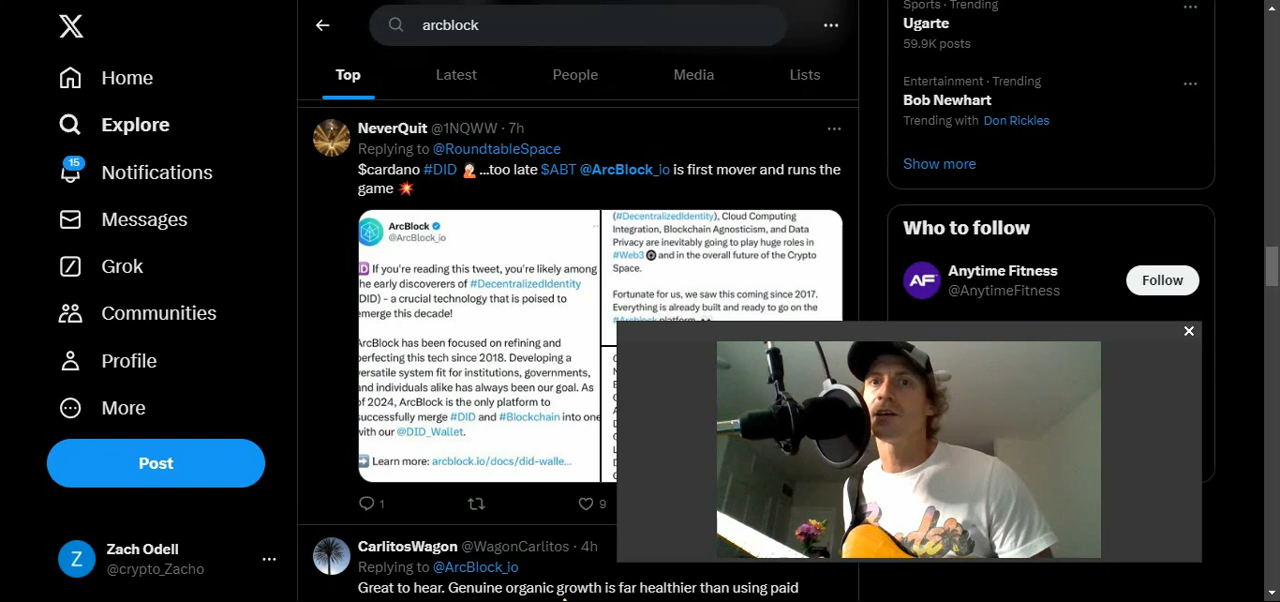 Home
Explore
15
Notifications
Messages
Grok
Communities
Profile
More
Post
Z
Zach Odell
@crypto_Zacho
arcblock
Top
Latest
People
Media
Lists
NeverQuit @1NQWW · 7h
Replying to @RoundtableSpace
$cardano #DID ...too late $ABT @ArcBlock_io is first mover and runs the
game
ArcBlock
@ArcBlock_io
If you're reading this tweet, you're likely among
he early discoverers of #DecentralizedIdentity
DID) - a crucial technology that is poised to
emerge this decade!
ArcBlock has been focused on refining and
perfecting this tech since 2018. Developing a
versatile system fit for institutions, governments,
and individuals alike has always been our goal. As
of 2024, ArcBlock is the only platform to
successfully merge #DID and #Blockchain into one
with our @DID_Wallet.
Learn more: arcblock.io/docs/did-walle...
(#DecentralizedIdentity), Cloud Computing
Integration, Blockchain Agnosticism, and Data
Privacy are inevitably going to play huge roles in
#Web3 and in the overall future of the Crypto
Space.
Fortunate for us, we saw this coming since 2017.
Everything is already built and ready to go on the
#Arcblock platform.
1
9
CarlitosWagon @WagonCarlitos · 4h
Replying to @ArcBlock_io
Great to hear. Genuine organic growth is far healthier than using paid
Sports · Trending
Ugarte
59.9K posts
Entertainment · Trending
Bob Newhart
Trending with Don Rickles
Show more
Who to follow
AF
Anytime Fitness
@AnytimeFitness
Follow